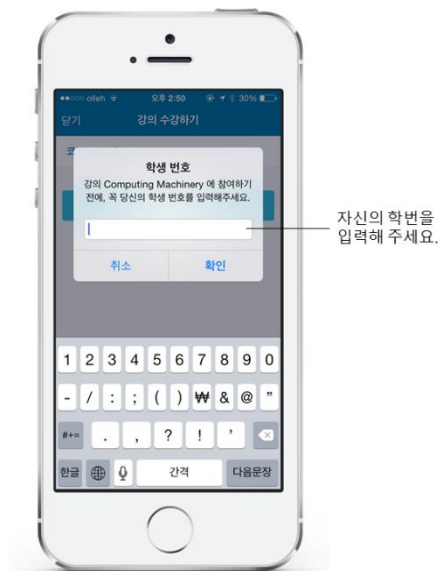 olleh 오후 2:50 30%
닫기 강의 수강하기
학생 번호
강의 Computing Machinery 에 참여하기
전에, 꼭 당신의 학생 번호를 입력해주세요.
취소 확인
자신의 학번을
입력해 주세요.
1 2 3 4 5 6 7 8 9 0
- / : ; ( ) ₩ & @ "
#+= . , ? ! '
한글 간격 다음문장